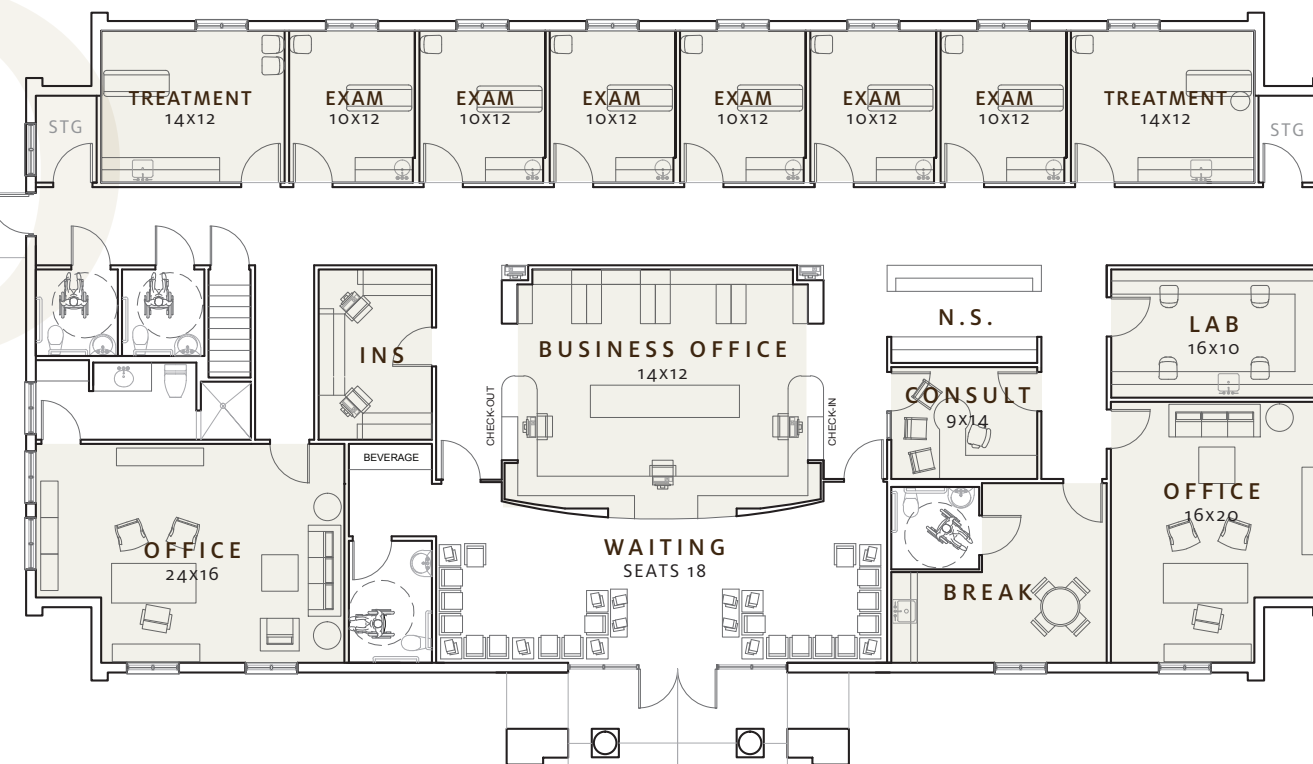 TREATMENT
14X12
EXAM
10X12
EXAM
10X12
EXAM
10X12
EXAM
10X12
EXAM
10X12
EXAM
10X12
TREATMENT
14X12
STG
STG
INS
BUSINESS OFFICE
14X12
N.S.
LAB
16X10
CHECK-OUT
CHECK-IN
CONSULT
9X14
BEVERAGE
OFFICE
24X16
WAITING
SEATS 18
BREAK
OFFICE
16X20